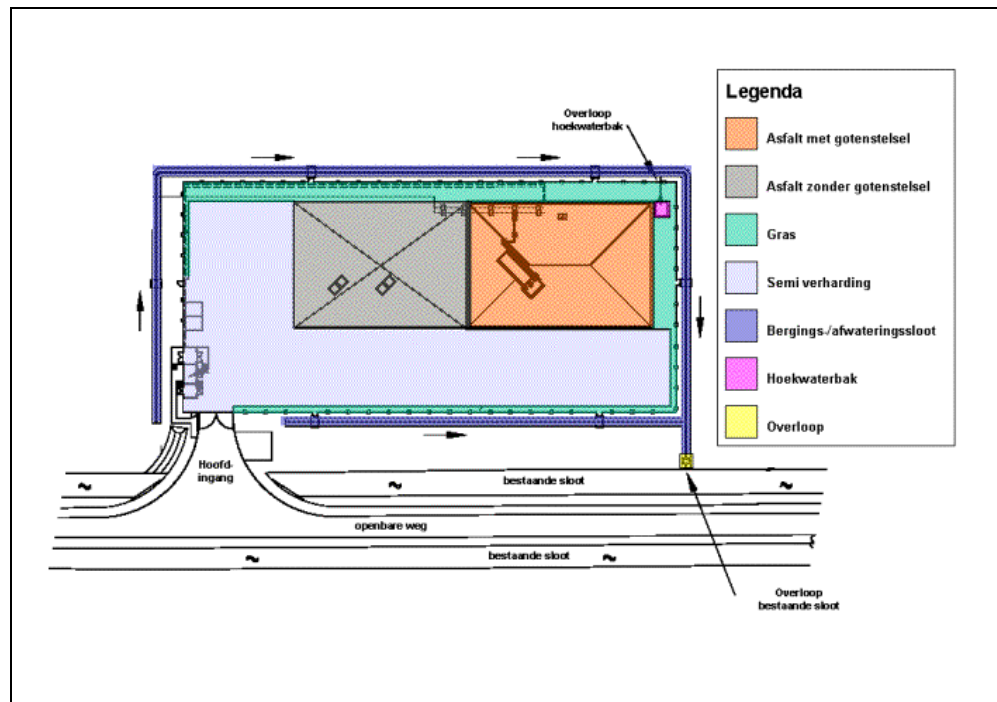 Overloop
hoekwaterbak
Legenda
Asfalt met gotenstelsel
Asfalt zonder gotenstelsel
Gras
Semi verharding
Bergings-/afwateringssloot
Hoekwaterbak
Overloop
Hoofd-
ingang
bestaande sloot
openbare weg
bestaande sloot
Overloop
bestaande sloot